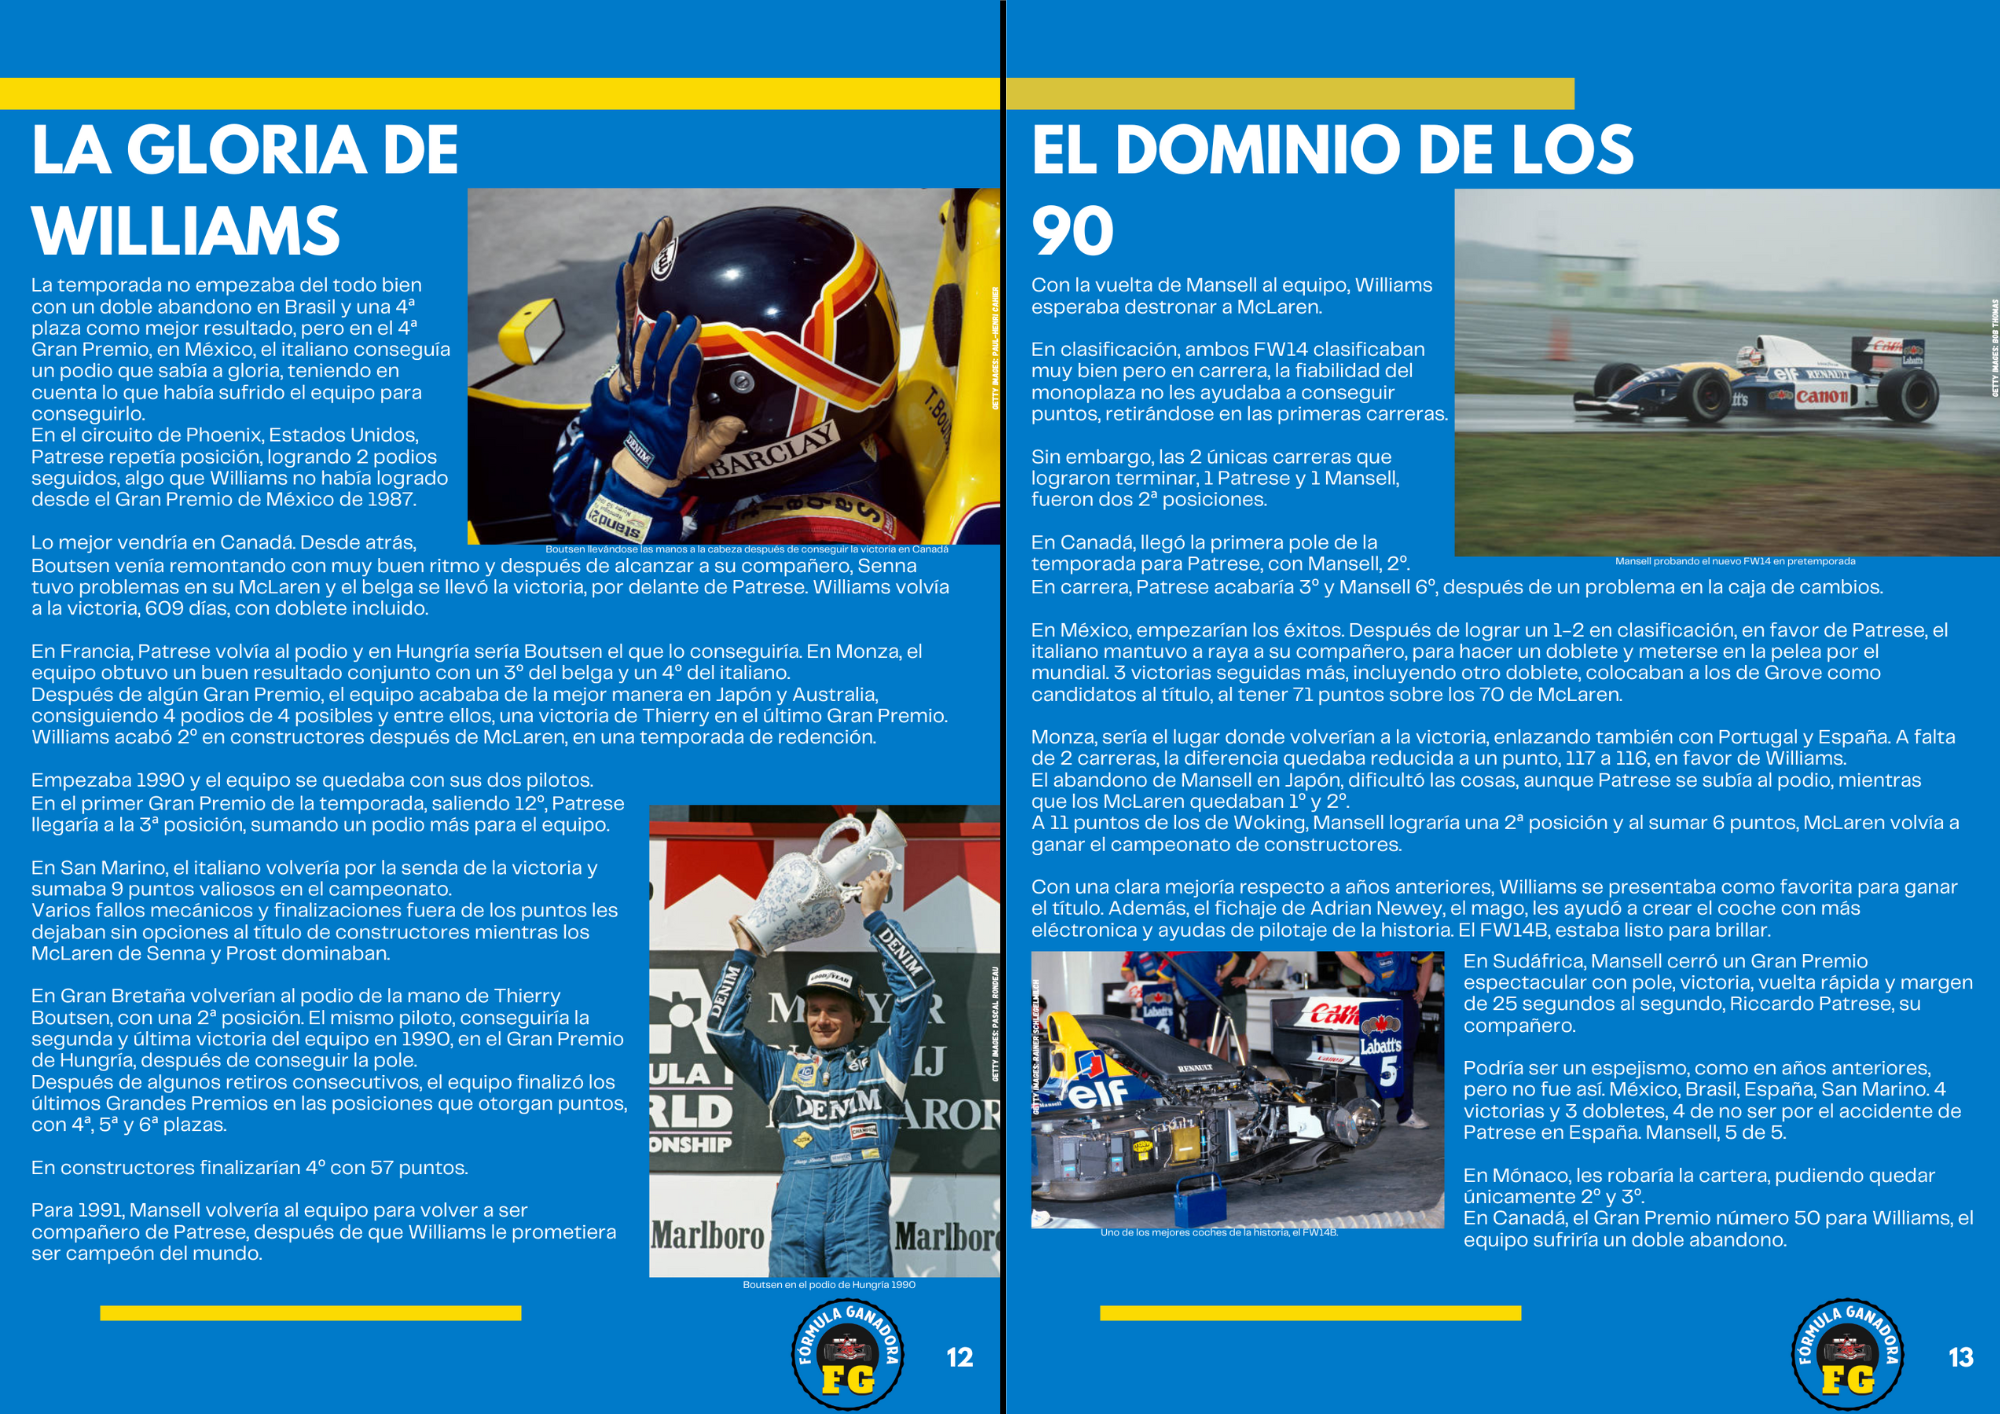 LA GLORIA DE
WILLIAMS
La temporada no empezaba del todo bien
con un doble abandono en Brasil y una 4ª
plaza como mejor resultado, pero en el 4ª
Gran Premio, en México, el italiano conseguía
un podio que sabía a gloria, teniendo en
cuenta lo que había sufrido el equipo para
conseguirlo.
En el circuito de Phoenix, Estados Unidos,
Patrese repetía posición, logrando 2 podios
seguidos, algo que Williams no había logrado
desde el Gran Premio de México de 1987.
Lo mejor vendría en Canadá. Desde atrás,
Boutsen venía remontando con muy buen ritmo y después de alcanzar a su compañero, Senna
tuvo problemas en su McLaren y el belga se llevó la victoria, por delante de Patrese. Williams volvía
a la victoria, 609 días, con doblete incluido.
BARCLAY
DENIM
T.Bou
stand21
GETTY IMAGES: PAUL-HENRI CAHIER
Boutsen llevándose las manos a la cabeza después de conseguir la victoria en Canadá
En Francia, Patrese volvía al podio y en Hungría sería Boutsen el que lo conseguiría. En Monza, el
equipo obtuvo un buen resultado conjunto con un 3º del belga y un 4º del italiano.
Después de algún Gran Premio, el equipo acababa de la mejor manera en Japón y Australia,
consiguiendo 4 podios de 4 posibles y entre ellos, una victoria de Thierry en el último Gran Premio.
Williams acabó 2º en constructores después de McLaren, en una temporada de redención.
Empezaba 1990 y el equipo se quedaba con sus dos pilotos.
En el primer Gran Premio de la temporada, saliendo 12º, Patrese
llegaría a la 3ª posición, sumando un podio más para el equipo.
En San Marino, el italiano volvería por la senda de la victoria y
sumaba 9 puntos valiosos en el campeonato.
Varios fallos mecánicos y finalizaciones fuera de los puntos les
dejaban sin opciones al título de constructores mientras los
McLaren de Senna y Prost dominaban.
En Gran Bretaña volverían al podio de la mano de Thierry
Boutsen, con una 2ª posición. El mismo piloto, conseguiría la
segunda y última victoria del equipo en 1990, en el Gran Premio
de Hungría, después de conseguir la pole.
Después de algunos retiros consecutivos, el equipo finalizó los
últimos Grandes Premios en las posiciones que otorgan puntos,
con 4ª, 5ª y 6ª plazas.
En constructores finalizarían 4º con 57 puntos.
Para 1991, Mansell volvería al equipo para volver a ser
compañero de Patrese, después de que Williams le prometiera
ser campeón del mundo.
DENIM
DENIM
GOOD YEAR
DENIM
elf
M YR
IJ
AROR
ULA 1
RLD
ONSHIP
Marlboro
Marlboro
GETTY IMAGES: PASCAL RONDEAU
Boutsen en el podio de Hungría 1990
FÓRMULA GANADORA
FG
12
EL DOMINIO DE LOS
90
Con la vuelta de Mansell al equipo, Williams
esperaba destronar a McLaren.
En clasificación, ambos FW14 clasificaban
muy bien pero en carrera, la fiabilidad del
monoplaza no les ayudaba a conseguir
puntos, retirándose en las primeras carreras.
Sin embargo, las 2 únicas carreras que
lograron terminar, 1 Patrese y 1 Mansell,
fueron dos 2ª posiciones.
En Canadá, llegó la primera pole de la
temporada para Patrese, con Mansell, 2º.
En carrera, Patrese acabaría 3º y Mansell 6º, después de un problema en la caja de cambios.
elf
RENAULT
Canon
Canon
Labatt's
tt's
GETTY IMAGES: BOB THOMAS
Mansell probando el nuevo FW14 en pretemporada
En México, empezarían los éxitos. Después de lograr un 1-2 en clasificación, en favor de Patrese, el
italiano mantuvo a raya a su compañero, para hacer un doblete y meterse en la pelea por el
mundial. 3 victorias seguidas más, incluyendo otro doblete, colocaban a los de Grove como
candidatos al título, al tener 71 puntos sobre los 70 de McLaren.
Monza, sería el lugar donde volverían a la victoria, enlazando también con Portugal y España. A falta
de 2 carreras, la diferencia quedaba reducida a un punto, 117 a 116, en favor de Williams.
El abandono de Mansell en Japón, dificultó las cosas, aunque Patrese se subía al podio, mientras
que los McLaren quedaban 1º y 2º.
A 11 puntos de los de Woking, Mansell lograría una 2ª posición y al sumar 6 puntos, McLaren volvía a
ganar el campeonato de constructores.
Con una clara mejoría respecto a años anteriores, Williams se presentaba como favorita para ganar
el título. Además, el fichaje de Adrian Newey, el mago, les ayudó a crear el coche con más
eléctronica y ayudas de pilotaje de la historia. El FW14B, estaba listo para brillar.
GETTY IMAGES: RAINER SCHLEGELMILCH
elf
RENAULT
Canon
Canon
Labatt's
5
Uno de los mejores coches de la historia, el FW14B.
En Sudáfrica, Mansell cerró un Gran Premio
espectacular con pole, victoria, vuelta rápida y margen
de 25 segundos al segundo, Riccardo Patrese, su
compañero.
Podría ser un espejismo, como en años anteriores,
pero no fue así. México, Brasil, España, San Marino. 4
victorias y 3 dobletes, 4 de no ser por el accidente de
Patrese en España. Mansell, 5 de 5.
En Mónaco, les robaría la cartera, pudiendo quedar
únicamente 2º y 3º.
En Canadá, el Gran Premio número 50 para Williams, el
equipo sufriría un doble abandono.
FÓRMULA GANADORA
FG
13